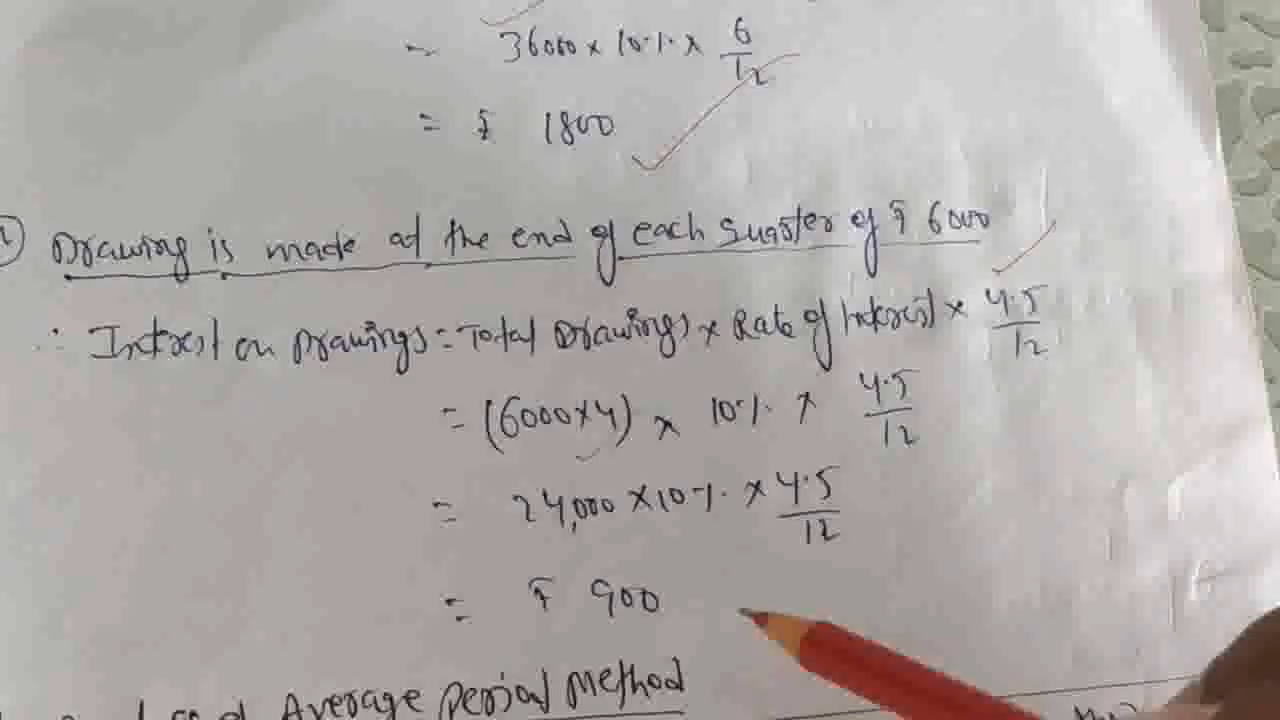 = 36000 × 10% × 6/12
= ₹ 1800
Drawing is made at the end of each Quarter of ₹ 6000
∴ Interest on Drawings = Total Drawings × Rate of Interest × 4.5/12
= (6000×4) × 10% × 4.5/12
= 24,000 × 10% × 4.5/12
= ₹ 900
Average Period Method